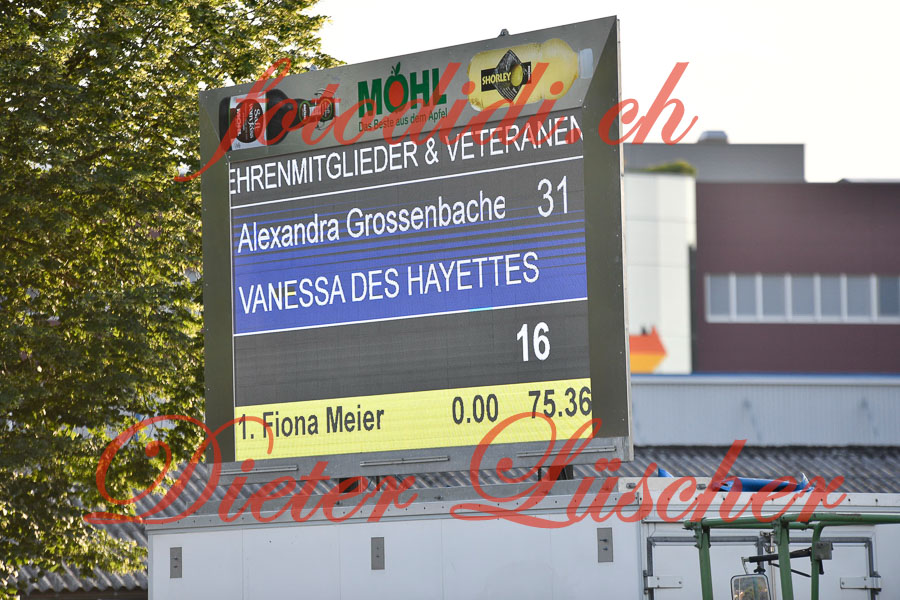 fotodidi.ch
MÖHL
Das Beste aus dem Apfel
SHORLEY
EHRENMITGLIEDER & VETERANEN
Alexandra Grossenbache 31
VANESSA DES HAYETTES
16
1. Fiona Meier 0.00 75.36
Dieter Lüscher